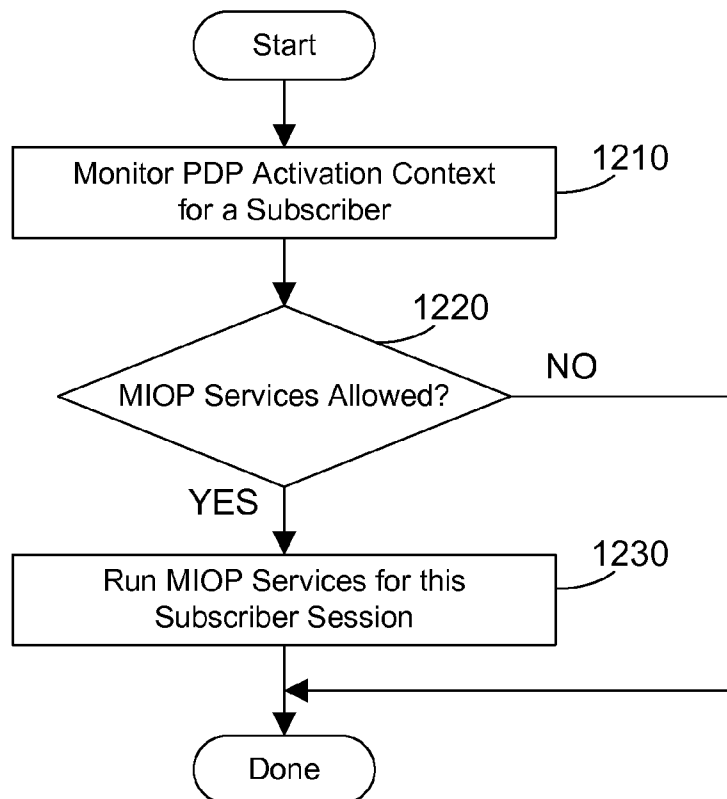 Start
Monitor PDP Activation Context
for a Subscriber
1210
1220
MIOP Services Allowed?
NO
YES
Run MIOP Services for this
Subscriber Session
1230
Done